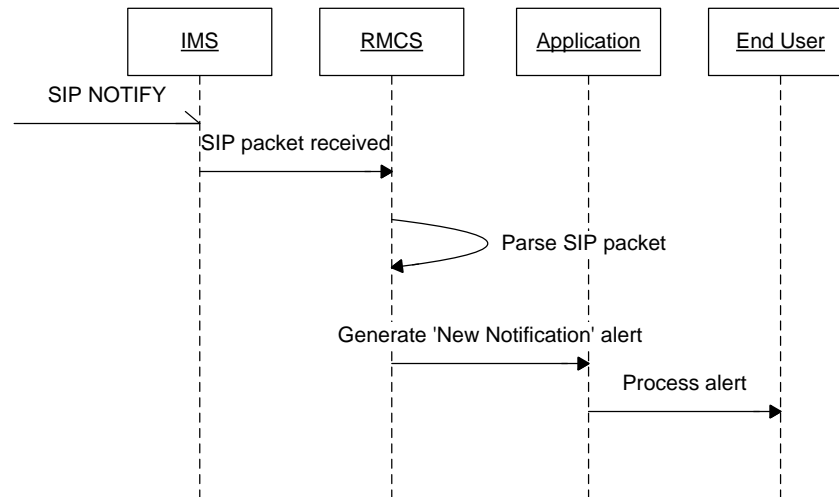 IMS
RMCS
Application
End User
SIP NOTIFY
SIP packet received
Parse SIP packet
Generate 'New Notification' alert
Process alert